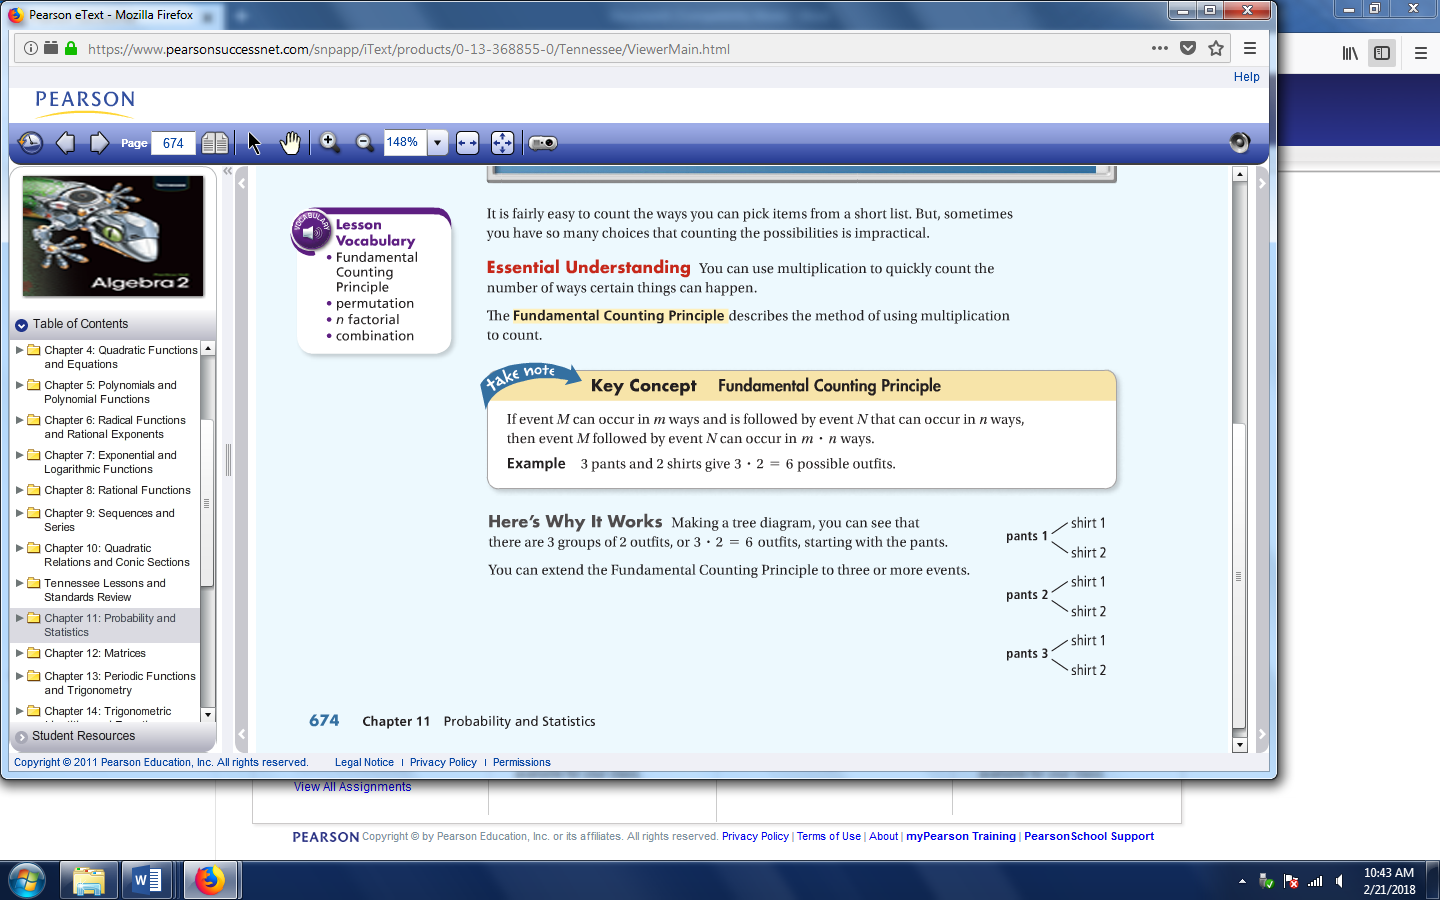 Pearson eText - Mozilla Firefox
https://www.pearsonsuccessnet.com/snpapp/iText/products/0-13-368855-0/Tennessee/ViewerMain.html
Help
PEARSON
Page 674
148%
Algebra 2
Table of Contents
Chapter 4: Quadratic Functions
and Equations
Chapter 5: Polynomials and
Polynomial Functions
Chapter 6: Radical Functions
and Rational Exponents
Chapter 7: Exponential and
Logarithmic Functions
Chapter 8: Rational Functions
Chapter 9: Sequences and
Series
Chapter 10: Quadratic
Relations and Conic Sections
Tennessee Lessons and
Standards Review
Chapter 11: Probability and
Statistics
Chapter 12: Matrices
Chapter 13: Periodic Functions
and Trigonometry
Chapter 14: Trigonometric
Student Resources
VOCABULARY
Lesson
Vocabulary
• Fundamental
Counting
Principle
• permutation
• n factorial
• combination
It is fairly easy to count the ways you can pick items from a short list. But, sometimes
you have so many choices that counting the possibilities is impractical.
Essential Understanding You can use multiplication to quickly count the
number of ways certain things can happen.
The Fundamental Counting Principle describes the method of using multiplication
to count.
take note
Key Concept Fundamental Counting Principle
If event M can occur in m ways and is followed by event N that can occur in n ways,
then event M followed by event N can occur in m · n ways.
Example 3 pants and 2 shirts give 3 · 2 = 6 possible outfits.
Here's Why It Works Making a tree diagram, you can see that
there are 3 groups of 2 outfits, or 3 · 2 = 6 outfits, starting with the pants.
You can extend the Fundamental Counting Principle to three or more events.
shirt 1
pants 1
shirt 2
shirt 1
pants 2
shirt 2
shirt 1
pants 3
shirt 2
674 Chapter 11 Probability and Statistics
Copyright © 2011 Pearson Education, Inc. All rights reserved. Legal Notice | Privacy Policy | Permissions
View All Assignments
PEARSON Copyright © by Pearson Education, Inc. or its affiliates. All rights reserved. Privacy Policy | Terms of Use | About | myPearson Training | PearsonSchool Support
W
10:43 AM
2/21/2018